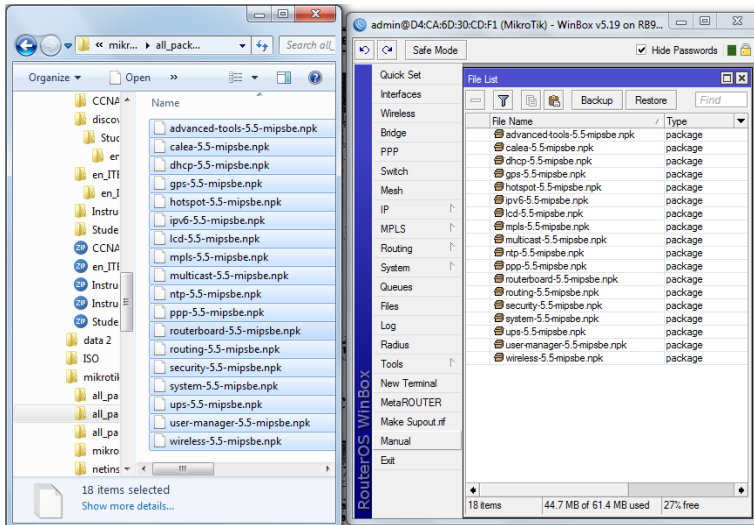 « mikr... ▸ all_pack...
Search all_
Organize
Open
»
CCNA
discov
Stud
en
en_ITE
en_I
Instru
Stude
CCNA
en_ITE
Instru
Instru
Stude
data 2
ISO
mikrotik
all_pa
all_pa
all_pa
mikro
netins
Name
advanced-tools-5.5-mipsbe.npk
calea-5.5-mipsbe.npk
dhcp-5.5-mipsbe.npk
gps-5.5-mipsbe.npk
hotspot-5.5-mipsbe.npk
ipv6-5.5-mipsbe.npk
lcd-5.5-mipsbe.npk
mpls-5.5-mipsbe.npk
multicast-5.5-mipsbe.npk
ntp-5.5-mipsbe.npk
ppp-5.5-mipsbe.npk
routerboard-5.5-mipsbe.npk
routing-5.5-mipsbe.npk
security-5.5-mipsbe.npk
system-5.5-mipsbe.npk
ups-5.5-mipsbe.npk
user-manager-5.5-mipsbe.npk
wireless-5.5-mipsbe.npk
18 items selected
Show more details...
admin@D4:CA:6D:30:CD:F1 (MikroTik) - WinBox v5.19 on RB9...
Safe Mode
Hide Passwords
Quick Set
Interfaces
Wireless
Bridge
PPP
Switch
Mesh
IP
MPLS
Routing
System
Queues
Files
Log
Radius
Tools
New Terminal
MetaROUTER
Make Supout.rif
Manual
Exit
RouterOS WinBox
File List
Backup
Restore
Find
File Name
Type
advanced-tools-5.5-mipsbe.npk package
calea-5.5-mipsbe.npk package
dhcp-5.5-mipsbe.npk package
gps-5.5-mipsbe.npk package
hotspot-5.5-mipsbe.npk package
ipv6-5.5-mipsbe.npk package
lcd-5.5-mipsbe.npk package
mpls-5.5-mipsbe.npk package
multicast-5.5-mipsbe.npk package
ntp-5.5-mipsbe.npk package
ppp-5.5-mipsbe.npk package
routerboard-5.5-mipsbe.npk package
routing-5.5-mipsbe.npk package
security-5.5-mipsbe.npk package
system-5.5-mipsbe.npk package
ups-5.5-mipsbe.npk package
user-manager-5.5-mipsbe.npk package
wireless-5.5-mipsbe.npk package
18 items
44.7 MB of 61.4 MB used
27% free